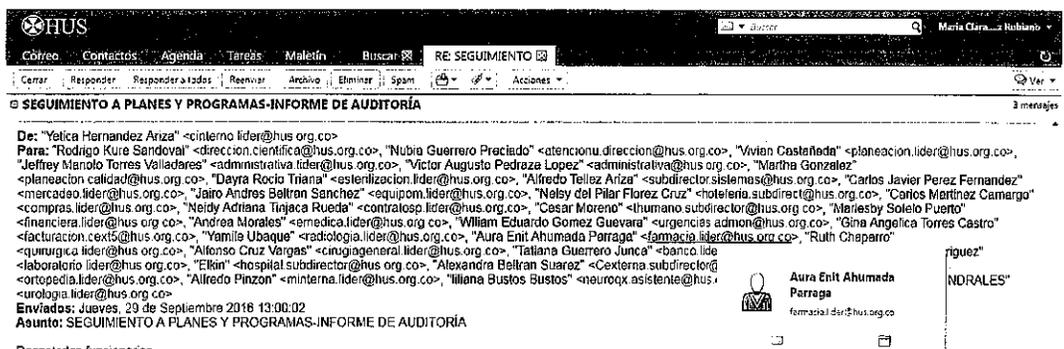 HUS
Buscar
Maria Clara...z Rubiano
Correo Contactos Agenda Tareas Maletín Buscar RE: SEGUIMIENTO
Cerrar Responder Responder a todos Reenviar Archivo Eliminar Spam Acciones Ver
SEGUIMIENTO A PLANES Y PROGRAMAS-INFORME DE AUDITORÍA 3 mensajes
De: "Yetica Hernandez Ariza" <cinterno.lider@hus.org.co>
Para: "Rodrigo Kure Sandoval" <direccion.cientifica@hus.org.co>, "Nubia Guerrero Preciado" <atencionu.direccion@hus.org.co>, "Vivian Castañeda" <planeacion.lider@hus.org.co>,
"Jeffrey Manolo Torres Valladares" <administrativa.lider@hus.org.co>, "Victor Augusto Pedraza Lopez" <administrativa@hus.org.co>, "Martha Gonzalez"
<planeacion.calidad@hus.org.co>, "Dayra Rocio Triana" <esterilizacion.lider@hus.org.co>, "Alfredo Tellez Ariza" <subdirector.sistemas@hus.org.co>, "Carlos Javier Perez Fernandez"
<mercadeo.lider@hus.org.co>, "Jairo Andres Beltran Sanchez" <equipom.lider@hus.org.co>, "Nelsy del Pilar Florez Cruz" <hoteleria.subdirect@hus.org.co>, "Carlos Martinez Camargo"
<compras.lider@hus.org.co>, "Neidy Adriana Tinjaca Rueda" <contratosp.lider@hus.org.co>, "Cesar Moreno" <thumano.subdirector@hus.org.co>, "Marlesby Sotelo Puerto"
<financiera.lider@hus.org.co>, "Andrea Morales" <emedica.lider@hus.org.co>, "William Eduardo Gomez Guevara" <urgencias.admon@hus.org.co>, "Gina Angelica Torres Castro"
<facturacion.cext5@hus.org.co>, "Yamile Ubaque" <radiologia.lider@hus.org.co>, "Aura Enit Ahumada Parraga" <farmacia.lider@hus.org.co>, "Ruth Chaparro"
<quirurgica.lider@hus.org.co>, "Alfonso Cruz Vargas" <cirugiageneral.lider@hus.org.co>, "Tatiana Guerrero Junca" <banco.lide riguez"
<laboratorio.lider@hus.org.co>, "Elkin" <hospital.subdirector@hus.org.co>, "Alexandra Beltran Suarez" <Cexterna.subdirector@
<ortopedia.lider@hus.org.co>, "Alfredo Pinzon" <minterna.lider@hus.org.co>, "liliana Bustos Bustos" <neuroqx.asistente@hus. NDRALES"
<urologia.lider@hus.org.co>
Aura Enit Ahumada
Parraga
farmacia.lider@hus.org.co
Enviados: Jueves, 29 de Septiembre 2016 13:00:02
Asunto: SEGUIMIENTO A PLANES Y PROGRAMAS-INFORME DE AUDITORÍA